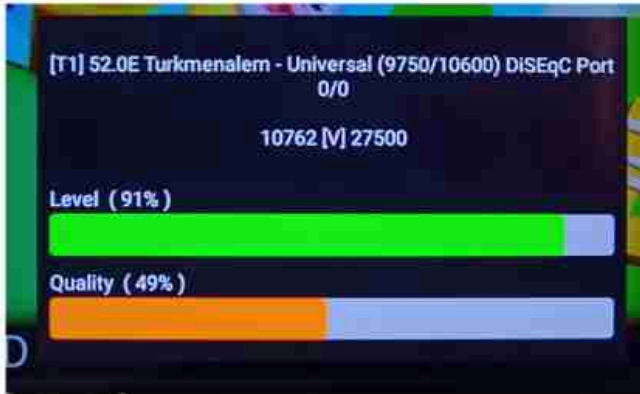 [T1] 52.0E Turkmenalem - Universal (9750/10600) DiSEqC Port
0/0
10762 [V] 27500
Level ( 91% )
Quality ( 49% )
D